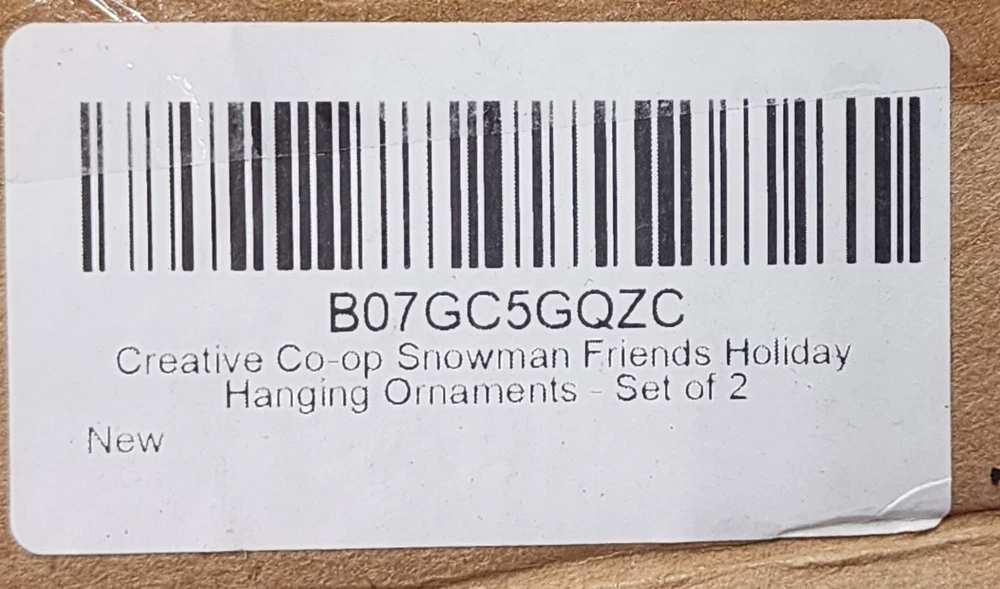 B07GC5GQZC
Creative Co-op Snowman Friends Holiday
Hanging Ornaments - Set of 2
New